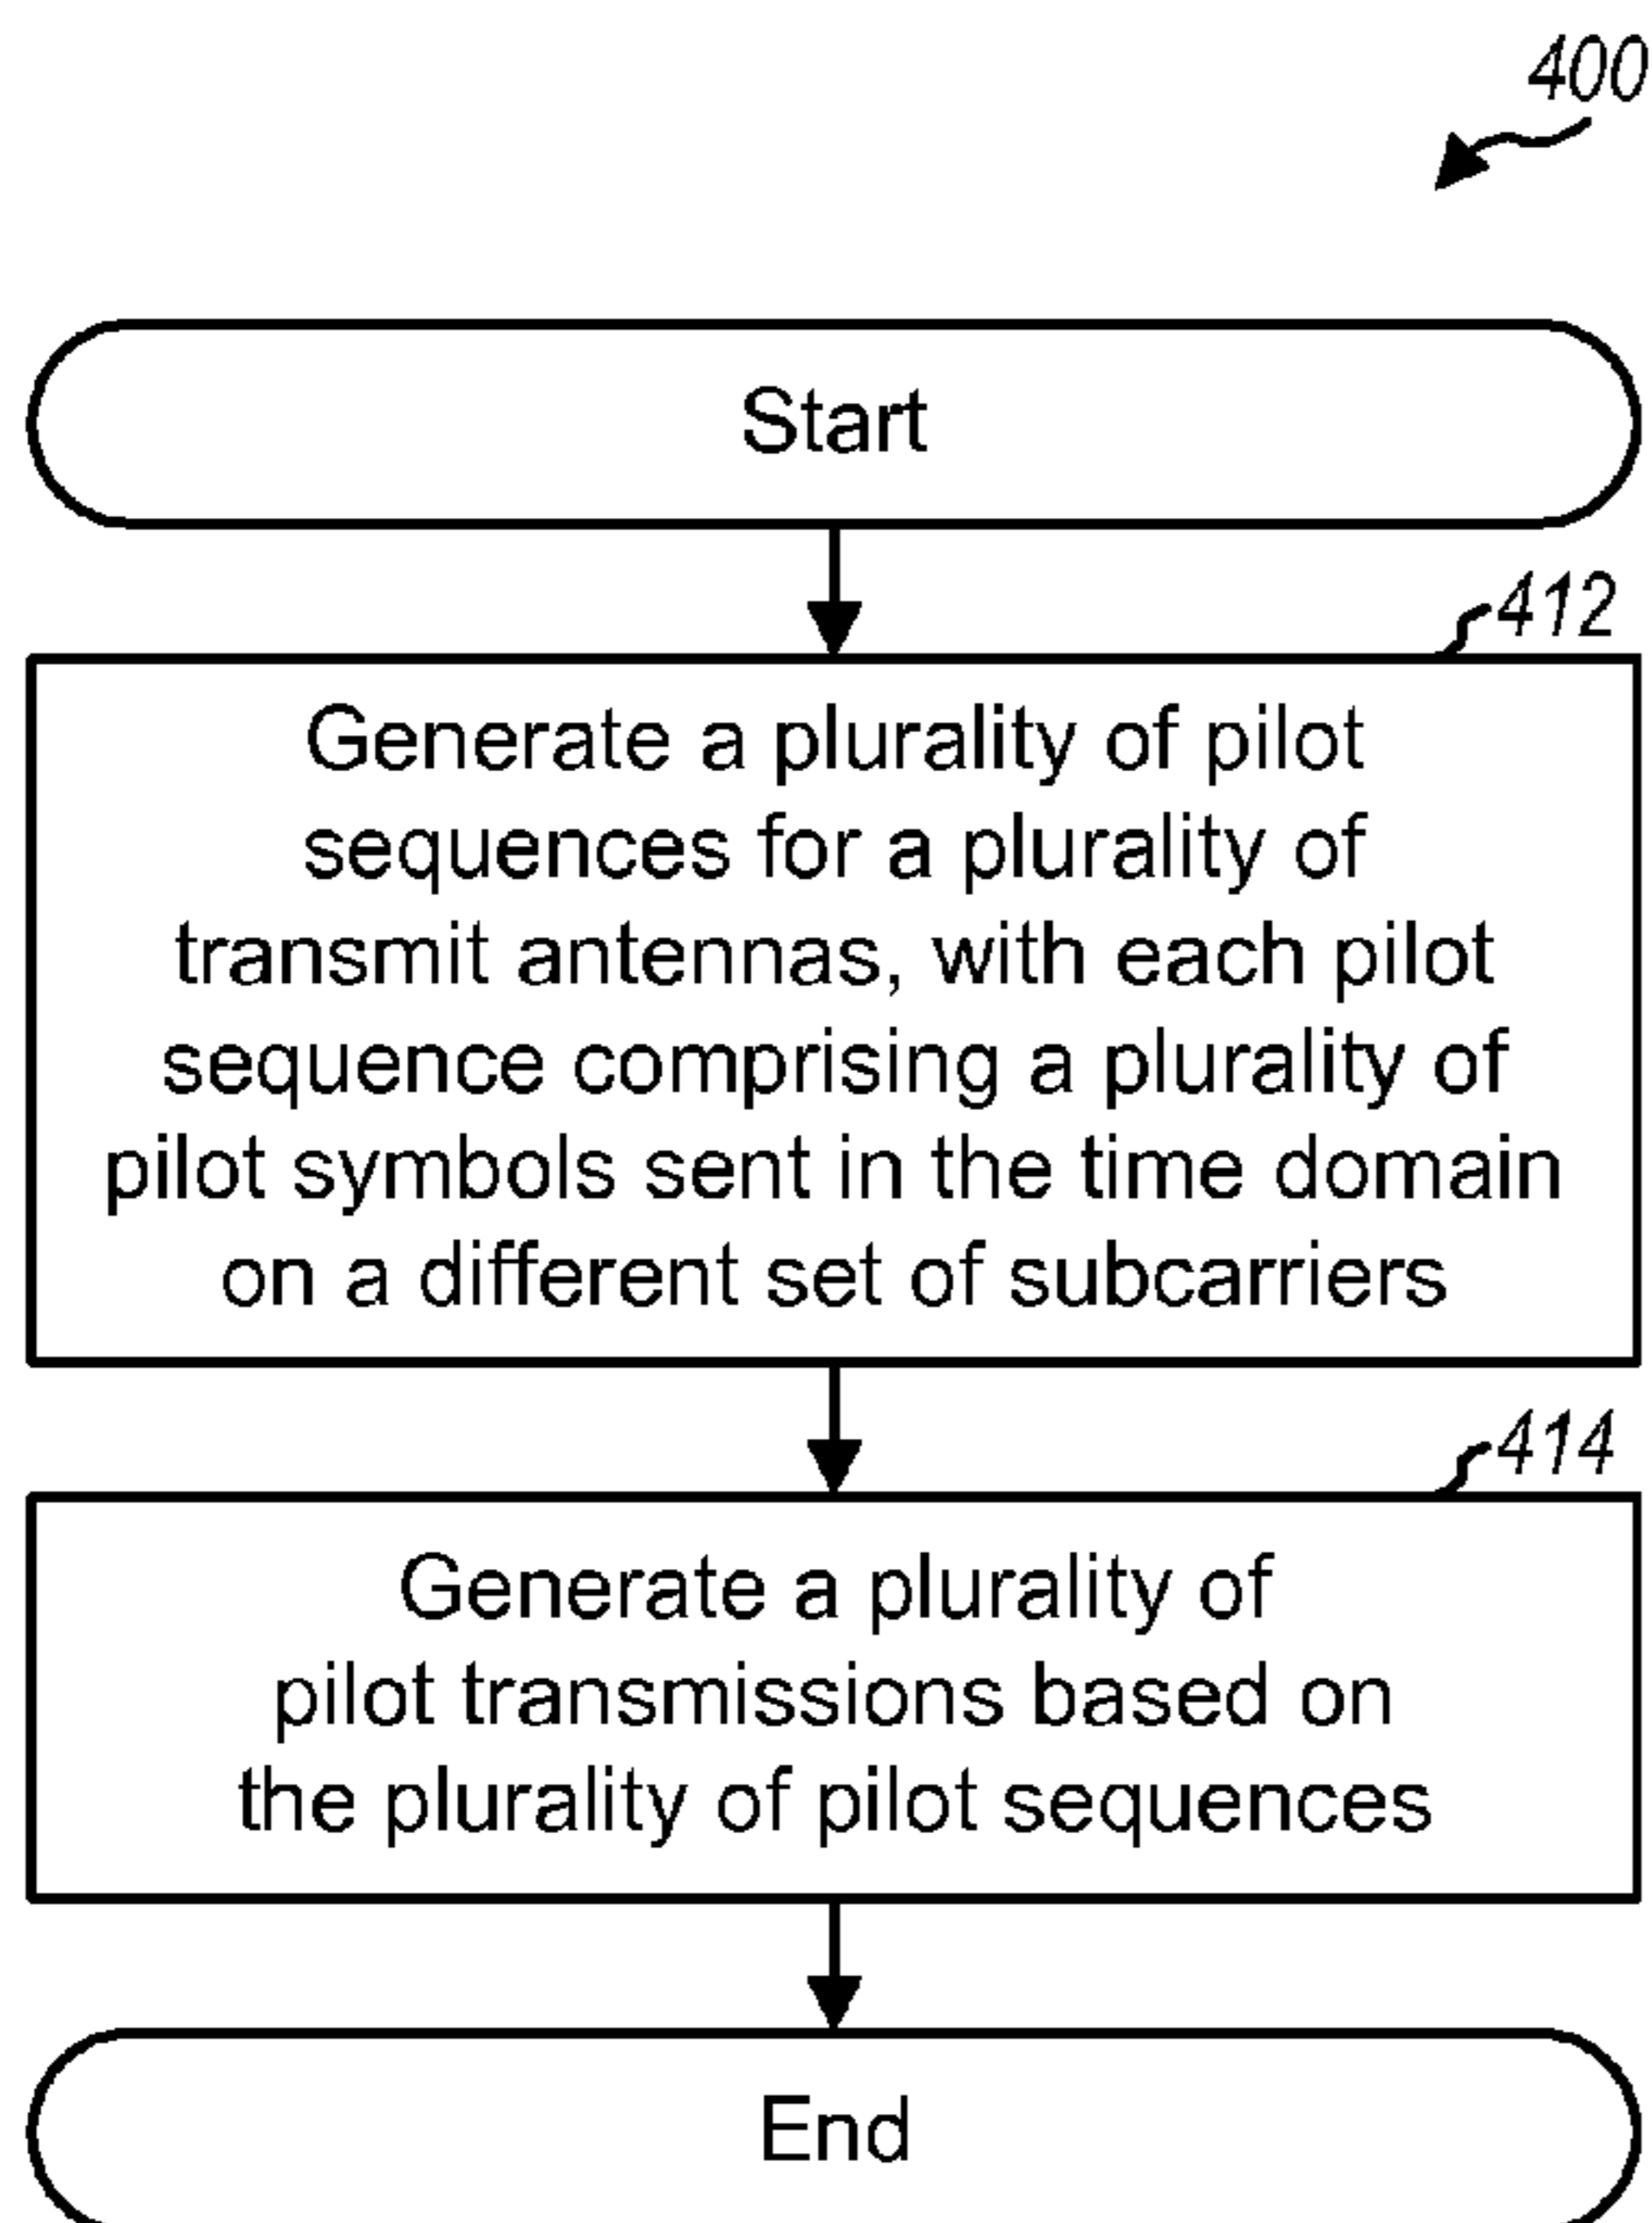 400
Start
412
Generate a plurality of pilot
sequences for a plurality of
transmit antennas, with each pilot
sequence comprising a plurality of
pilot symbols sent in the time domain
on a different set of subcarriers
414
Generate a plurality of
pilot transmissions based on
the plurality of pilot sequences
End